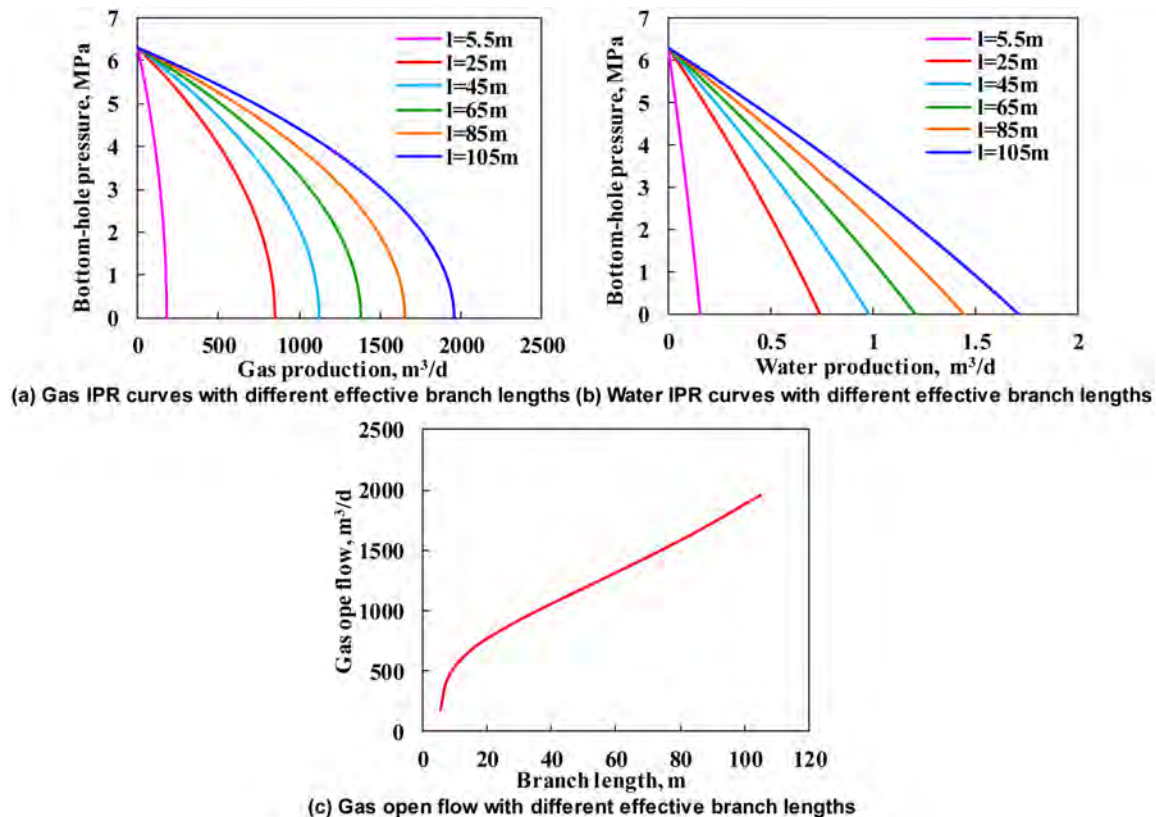 7
6
5
4
3
2
1
0
Bottom-hole pressure, MPa
l=5.5m
l=25m
l=45m
l=65m
l=85m
l=105m
0 500 1000 1500 2000 2500
Gas production, m³/d
(a) Gas IPR curves with different effective branch lengths
7
6
5
4
3
2
1
0
Bottom-hole pressure, MPa
l=5.5m
l=25m
l=45m
l=65m
l=85m
l=105m
0 0.5 1 1.5 2
Water production, m³/d
(b) Water IPR curves with different effective branch lengths
2500
2000
1500
1000
500
0
Gas ope flow, m³/d
0 20 40 60 80 100 120
Branch length, m
(c) Gas open flow with different effective branch lengths